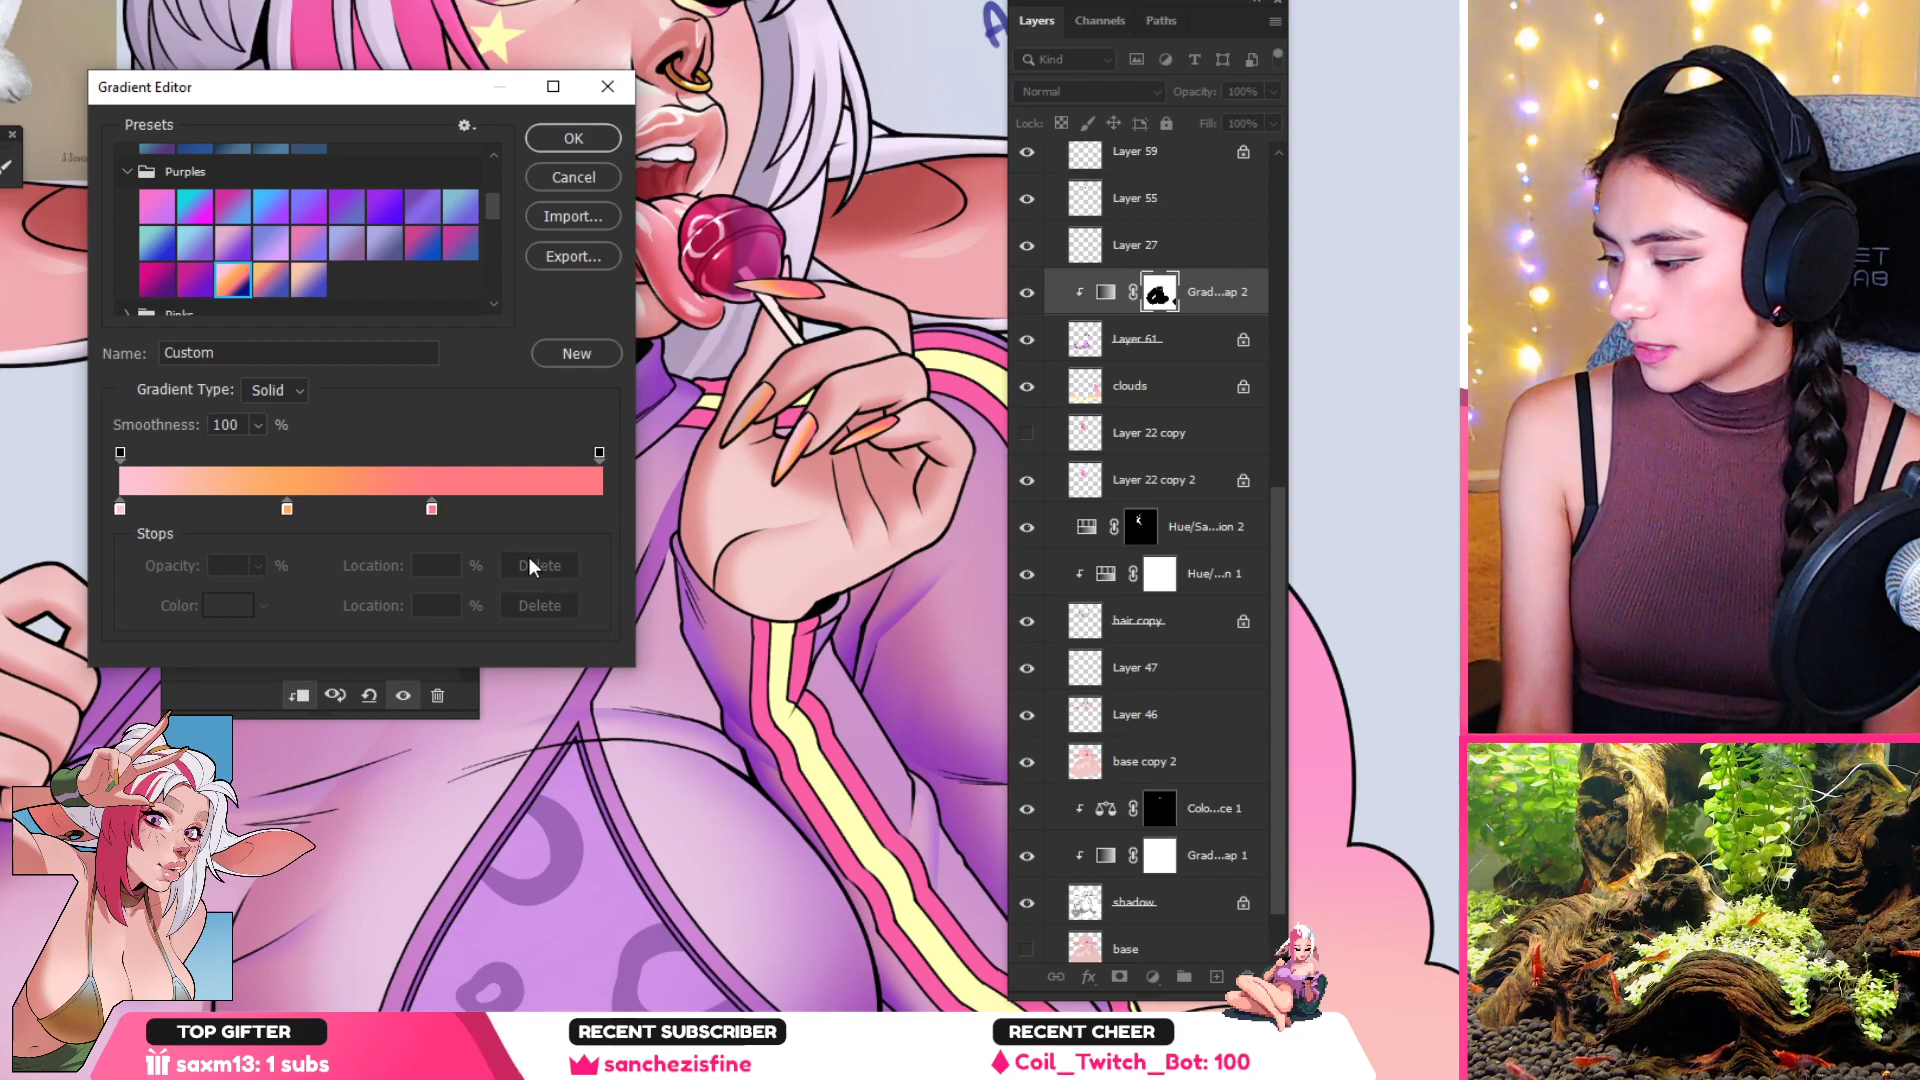 Gradient Editor
Presets
Purples
Pinks
OK
Cancel
Import...
Export...
Name: Custom
New
Gradient Type: Solid
Smoothness: 100 %
Stops
Opacity: %
Location: %
Color:
Location: %
Delete
Layers Channels Paths
Kind
Normal Opacity: 100%
Lock: Fill: 100%
Layer 59
Layer 55
Layer 27
Grad...ap 2
Layer 61
clouds
Layer 22 copy
Layer 22 copy 2
Hue/Sa...ion 2
Hue/...n 1
hair copy
Layer 47
Layer 46
base copy 2
Colo...ce 1
Grad...ap 1
shadow
base
TOP GIFTER
saxm13: 1 subs
RECENT SUBSCRIBER
sanchezisfine
RECENT CHEER
Coil_Twitch_Bot: 100